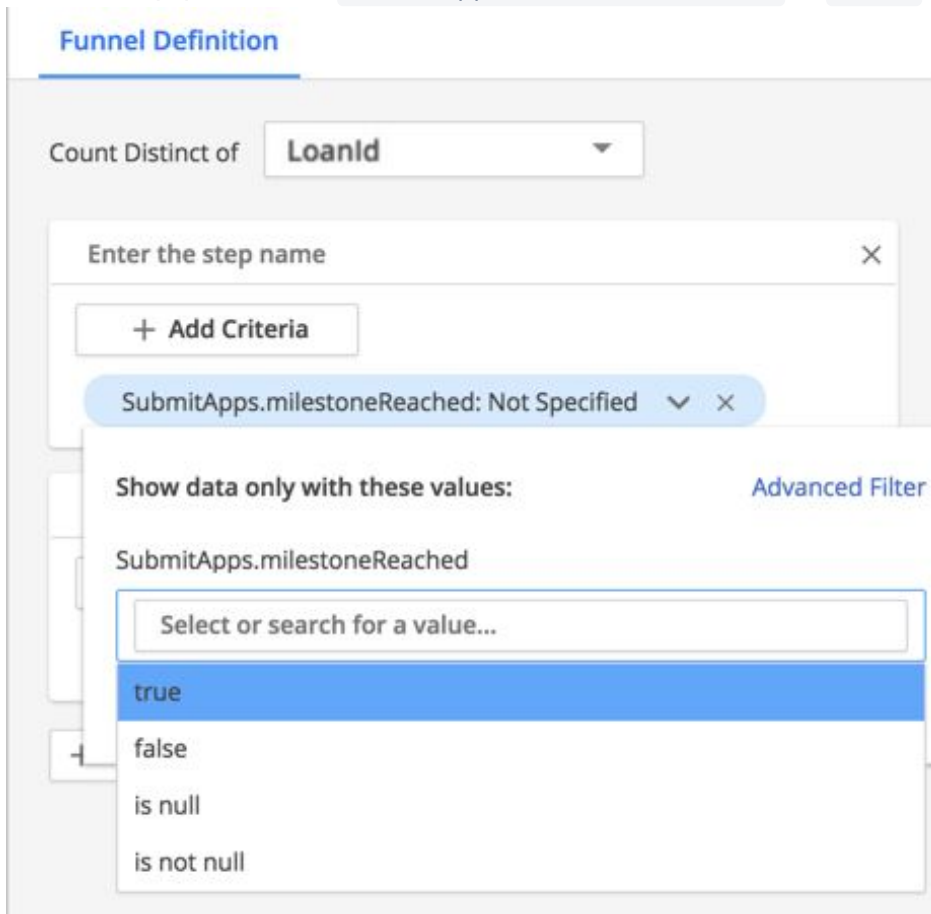 Funnel Definition
Count Distinct of LoanId
Enter the step name
+ Add Criteria
SubmitApps.milestoneReached: Not Specified
Show data only with these values: Advanced Filter
SubmitApps.milestoneReached
Select or search for a value...
true
false
is null
is not null